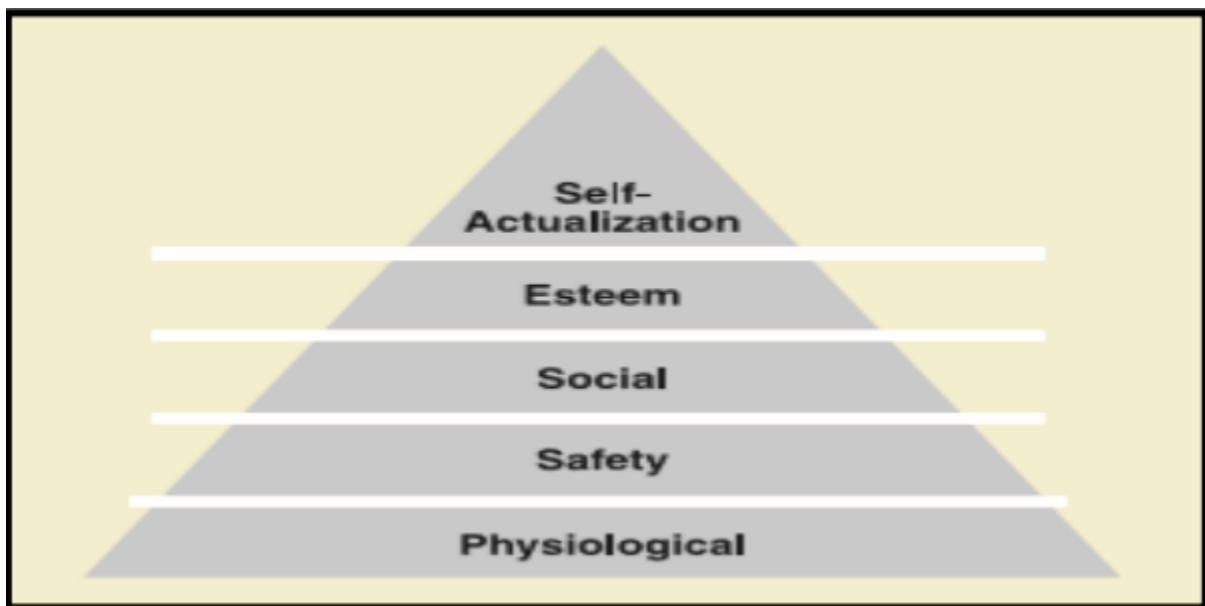 Self-
Actualization
Esteem
Social
Safety
Physiological